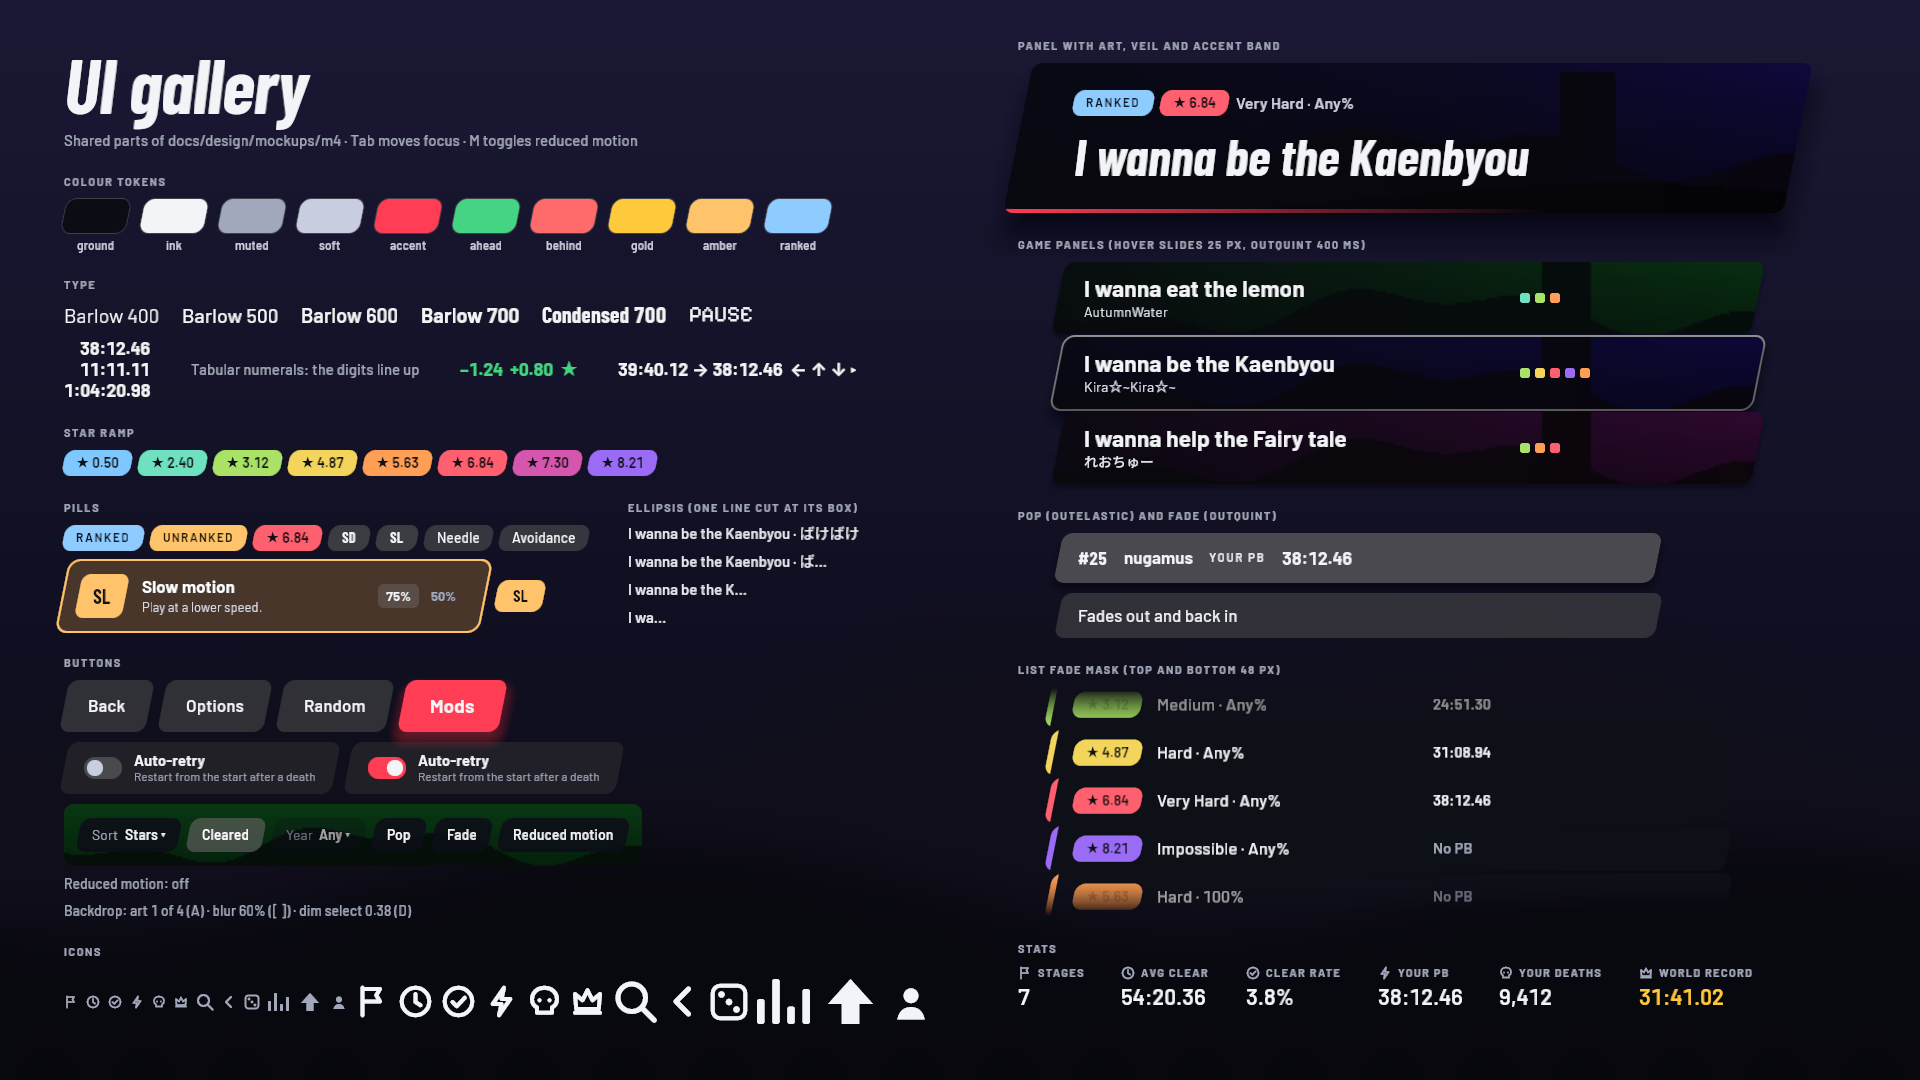 UI gallery
Shared parts of docs/design/mockups/m4 · Tab moves focus · M toggles reduced motion
COLOUR TOKENS
ground ink muted soft accent ahead behind gold amber ranked
TYPE
Barlow 400 Barlow 500 Barlow 600 Barlow 700 Condensed 700 PAUSE
38:12.46
11:11.11
1:04:20.98
Tabular numerals: the digits line up −1.24 +0.80 ★ 39:40.12 → 38:12.46 ← ↑ ↓ ▸
STAR RAMP
★ 0.50 ★ 2.40 ★ 3.12 ★ 4.87 ★ 5.63 ★ 6.84 ★ 7.30 ★ 8.21
PILLS
RANKED UNRANKED ★ 6.84 SD SL Needle Avoidance
SL Slow motion
Play at a lower speed.
75% 50% SL
ELLIPSIS (ONE LINE CUT AT ITS BOX)
I wanna be the Kaenbyou · ばけばけ
I wanna be the Kaenbyou · ば...
I wanna be the K...
I wa...
BUTTONS
Back Options Random Mods
Auto-retry
Restart from the start after a death
Auto-retry
Restart from the start after a death
Sort Stars ▾ Cleared Year Any ▾ Pop Fade Reduced motion
Reduced motion: off
Backdrop: art 1 of 4 (A) · blur 60% ([ ]) · dim select 0.38 (D)
ICONS
PANEL WITH ART, VEIL AND ACCENT BAND
RANKED ★ 6.84 Very Hard · Any%
I wanna be the Kaenbyou
GAME PANELS (HOVER SLIDES 25 PX, OUTQUINT 400 MS)
I wanna eat the lemon
AutumnWater
I wanna be the Kaenbyou
Kira☆~Kira☆~
I wanna help the Fairy tale
れおちゅー
POP (OUTELASTIC) AND FADE (OUTQUINT)
#25 nugamus YOUR PB 38:12.46
Fades out and back in
LIST FADE MASK (TOP AND BOTTOM 48 PX)
★ 3.12 Medium · Any% 24:51.30
★ 4.87 Hard · Any% 31:08.94
★ 6.84 Very Hard · Any% 38:12.46
★ 8.21 Impossible · Any% No PB
★ 5.63 Hard · 100% No PB
STATS
STAGES AVG CLEAR CLEAR RATE YOUR PB YOUR DEATHS WORLD RECORD
7 54:20.36 3.8% 38:12.46 9,412 31:41.02